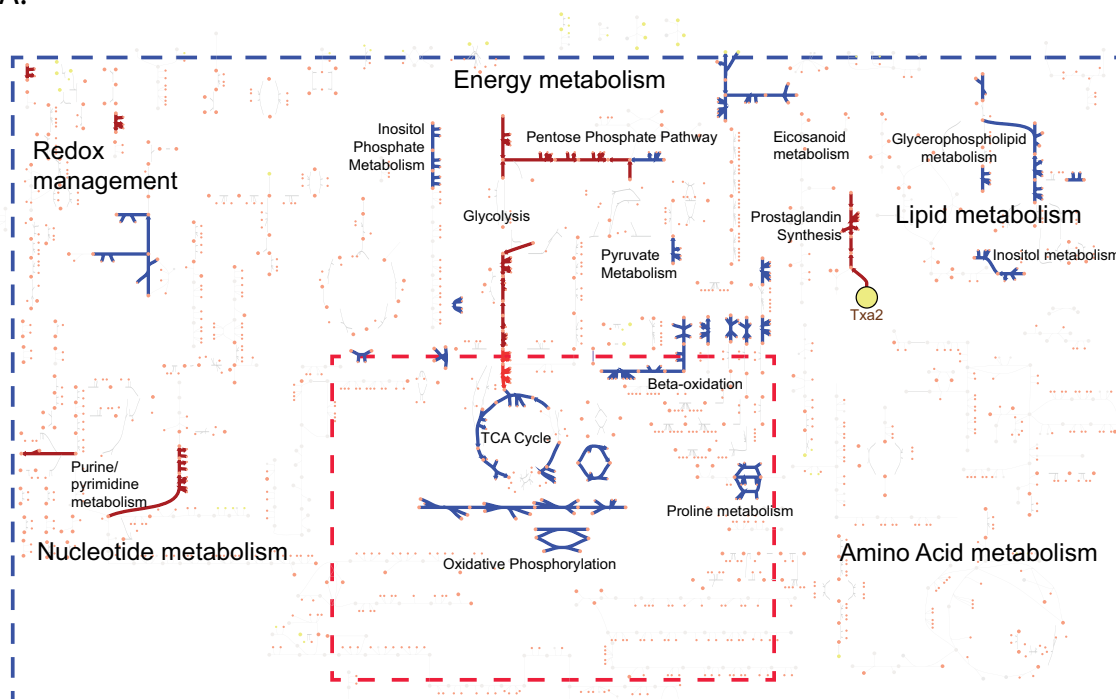 A.
Energy metabolism
Redox
management
Inositol
Phosphate
Metabolism
Pentose Phosphate Pathway
Eicosanoid
metabolism
Glycerophospholipid
metabolism
Glycolysis
Prostaglandin
Synthesis
Lipid metabolism
Pyruvate
Metabolism
Inositol metabolism
Txa2
Beta-oxidation
TCA Cycle
Purine/
pyrimidine
metabolism
Proline metabolism
Nucleotide metabolism
Oxidative Phosphorylation
Amino Acid metabolism